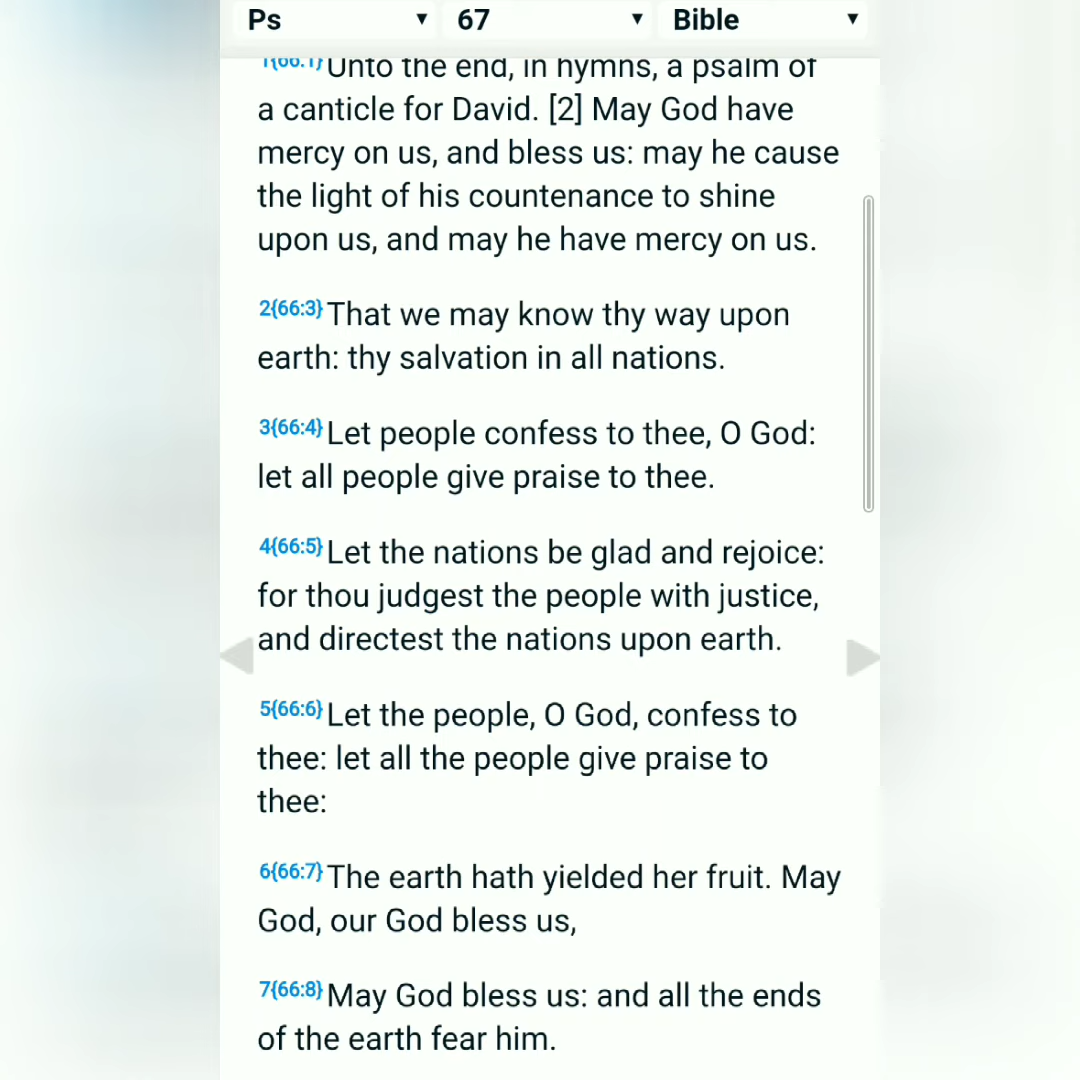 Ps ▼ 67 ▼ Bible ▼
1{66:1} Unto the end, in hymns, a psalm of
a canticle for David. [2] May God have
mercy on us, and bless us: may he cause
the light of his countenance to shine
upon us, and may he have mercy on us.
2{66:3} That we may know thy way upon
earth: thy salvation in all nations.
3{66:4} Let people confess to thee, O God:
let all people give praise to thee.
4{66:5} Let the nations be glad and rejoice:
for thou judgest the people with justice,
and directest the nations upon earth.
5{66:6} Let the people, O God, confess to
thee: let all the people give praise to
thee:
6{66:7} The earth hath yielded her fruit. May
God, our God bless us,
7{66:8} May God bless us: and all the ends
of the earth fear him.